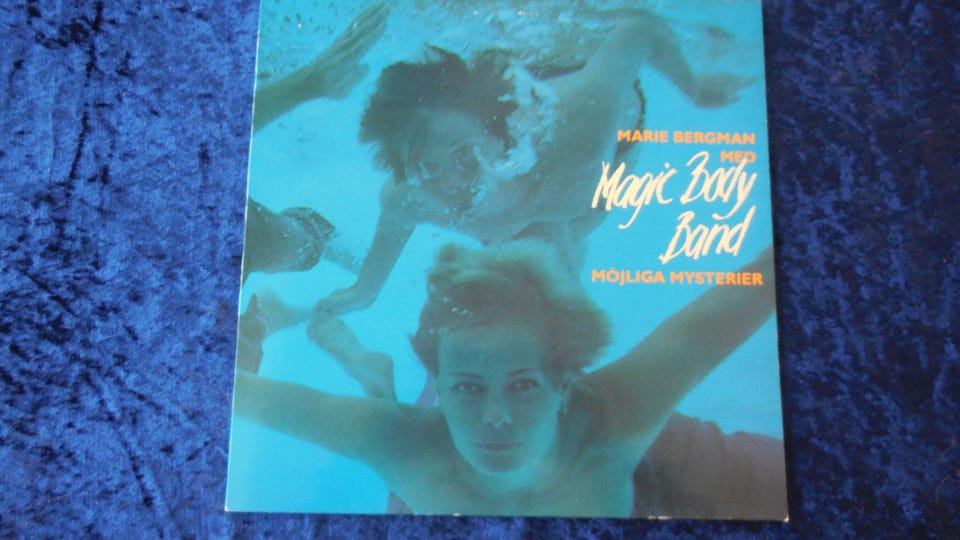 MARIE BERGMAN
MED
Magic Body
Band
MÖJLIGA MYSTERIER